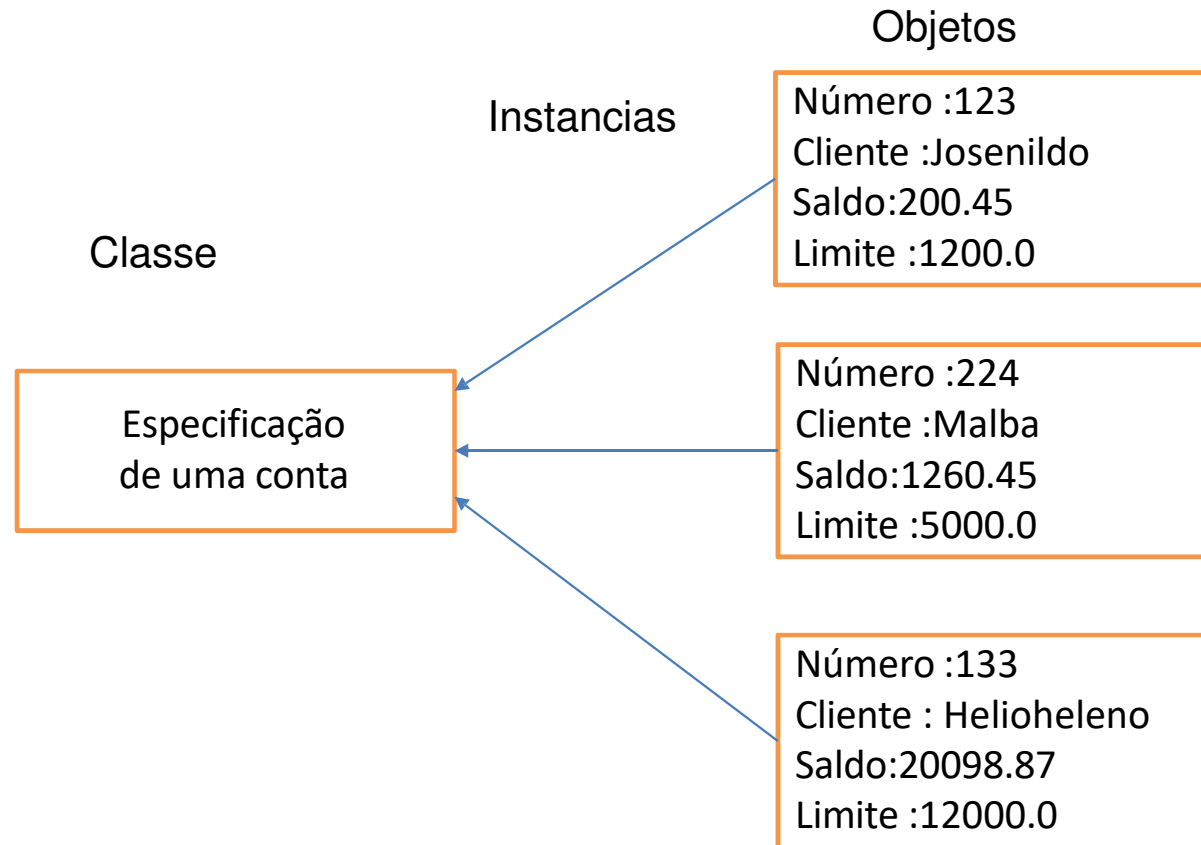 Objetos
Instancias
Classe
Especificação
de uma conta
Número :123
Cliente :Josenildo
Saldo:200.45
Limite :1200.0
Número :224
Cliente :Malba
Saldo:1260.45
Limite :5000.0
Número :133
Cliente : Helioheleno
Saldo:20098.87
Limite :12000.0